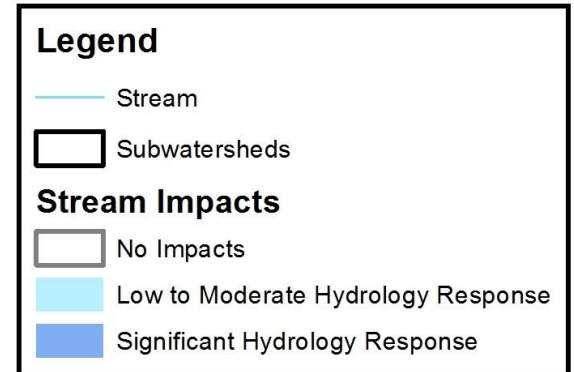 Legend
Stream
Subwatersheds
Stream Impacts
No Impacts
Low to Moderate Hydrology Response
Significant Hydrology Response